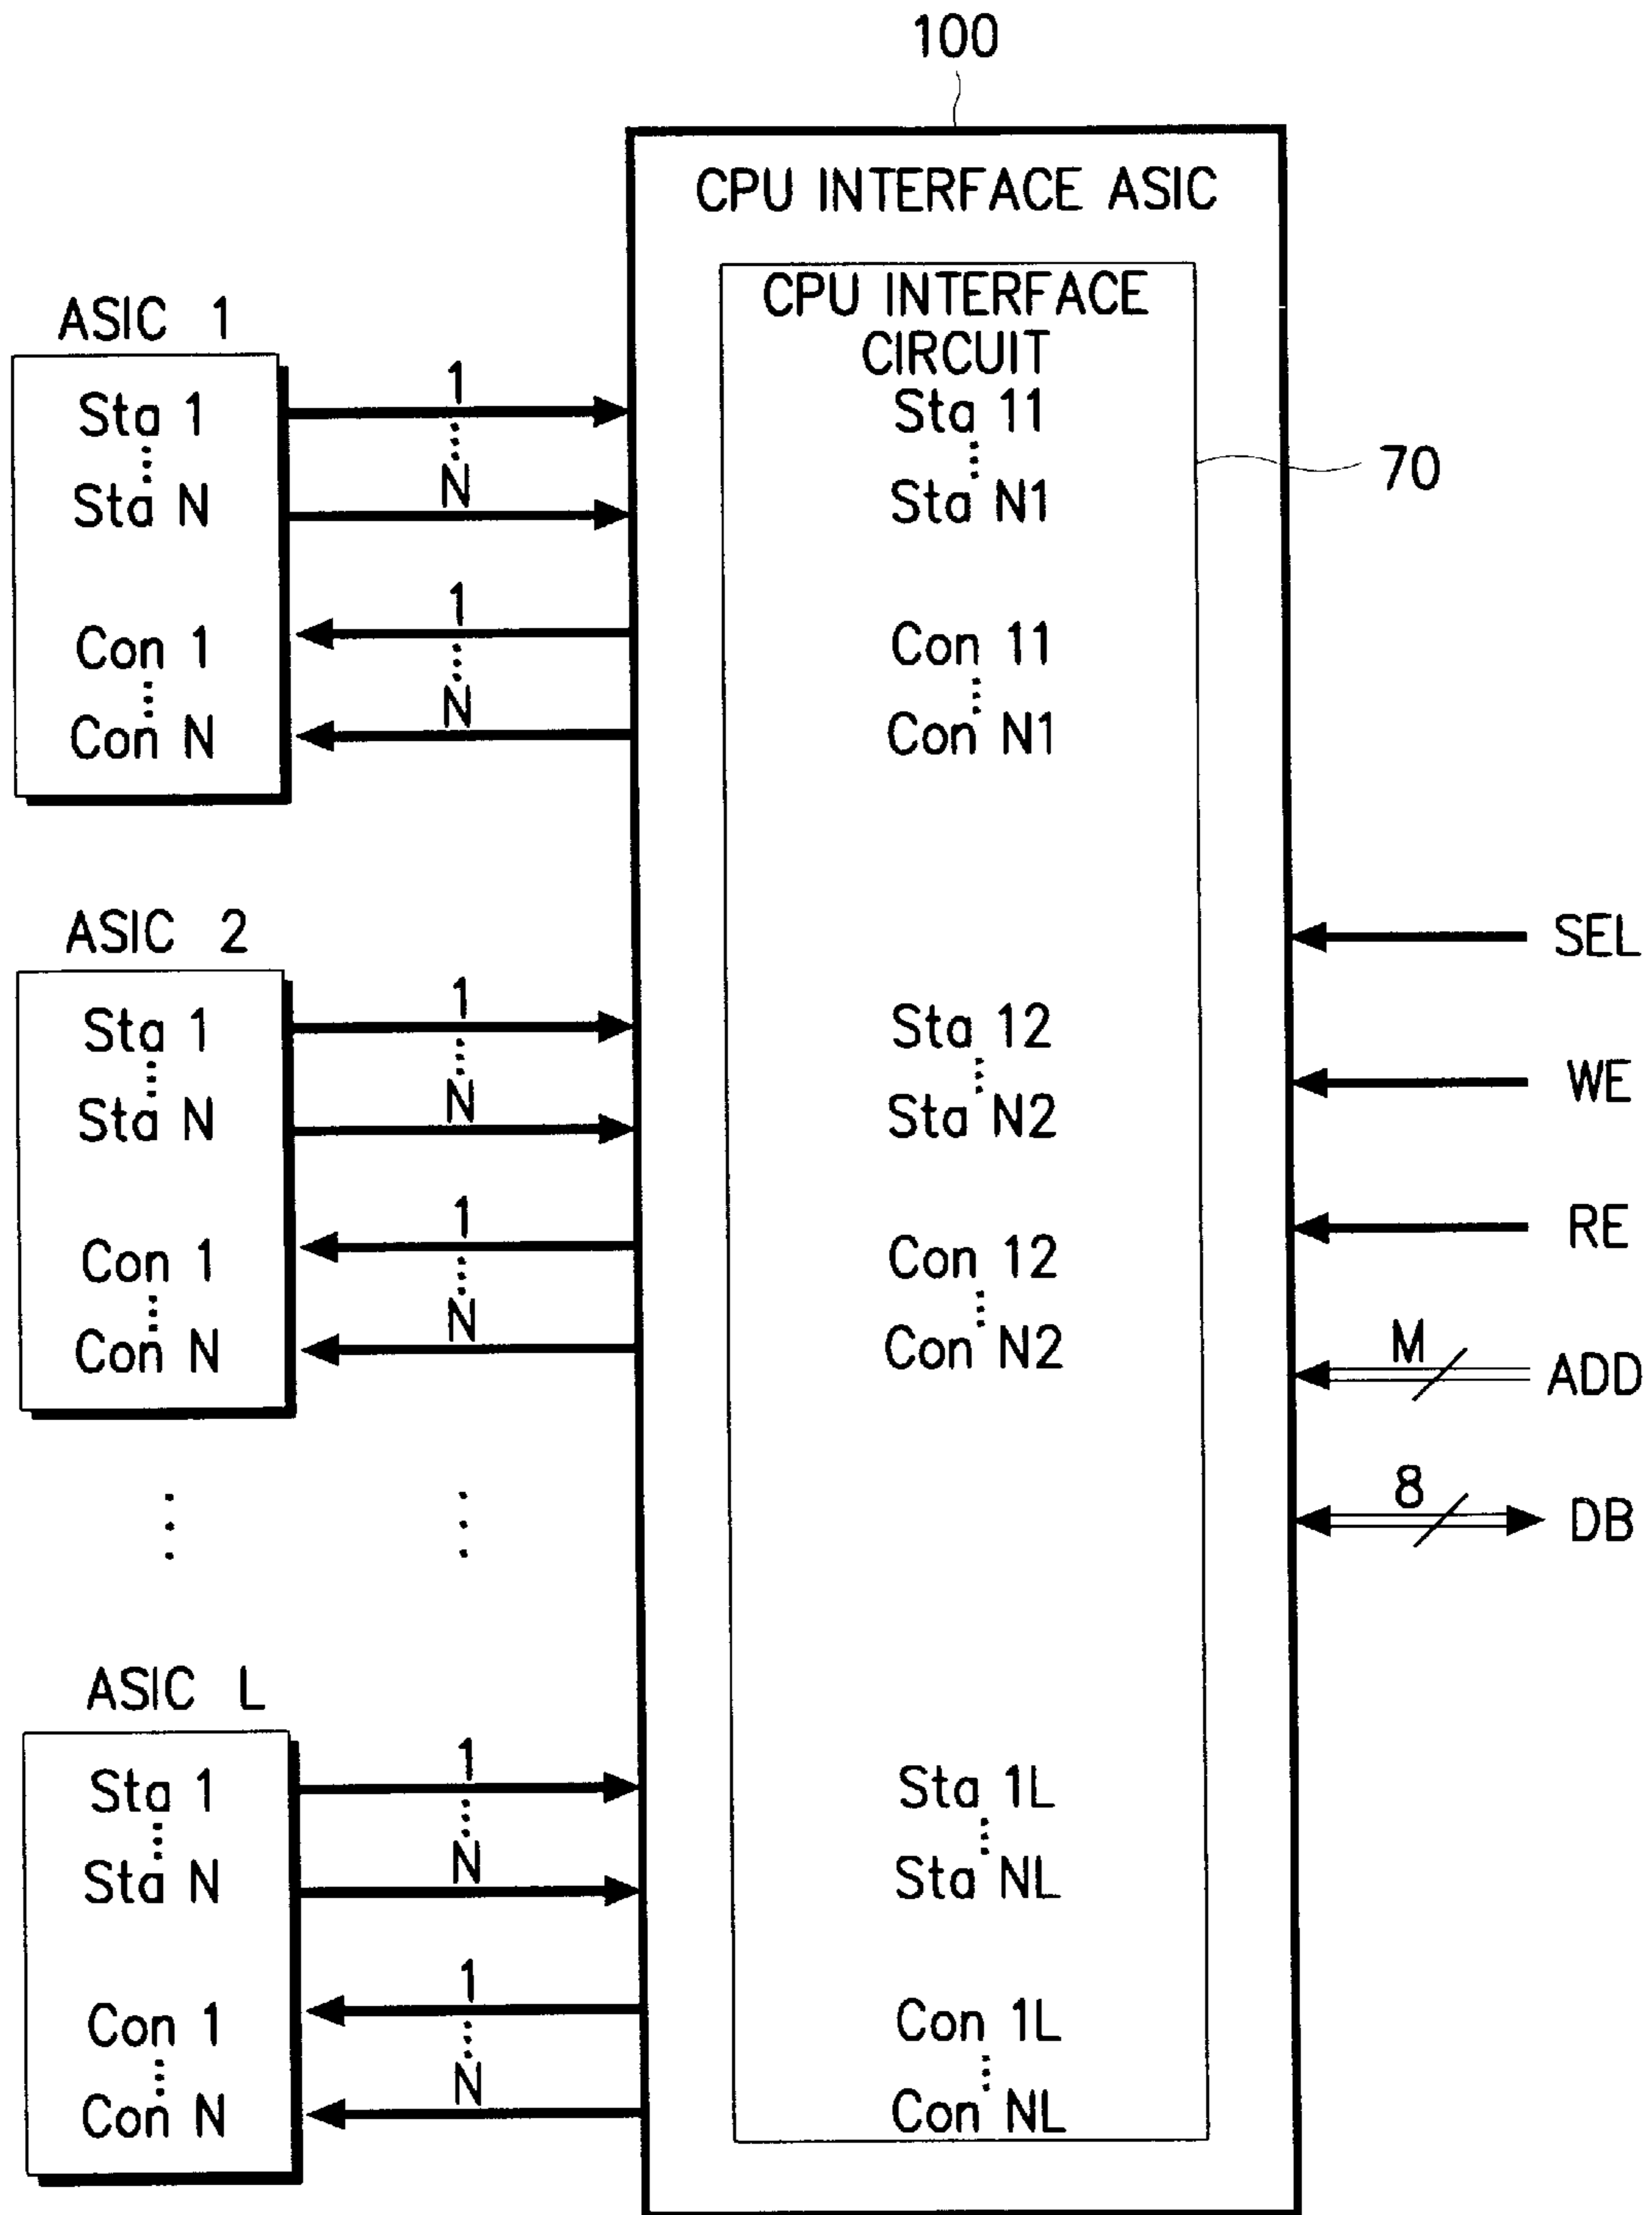 100
CPU INTERFACE ASIC
CPU INTERFACE
CIRCUIT
ASIC 1
Sta 1
Sta N
Con 1
Con N
1
N
1
N
Sta 11
Sta N1
Con 11
Con N1
70
ASIC 2
Sta 1
Sta N
Con 1
Con N
1
N
1
N
Sta 12
Sta N2
Con 12
Con N2
SEL
WE
RE
M
ADD
8
DB
ASIC L
Sta 1
Sta N
Con 1
Con N
1
N
1
N
Sta 1L
Sta NL
Con 1L
Con NL